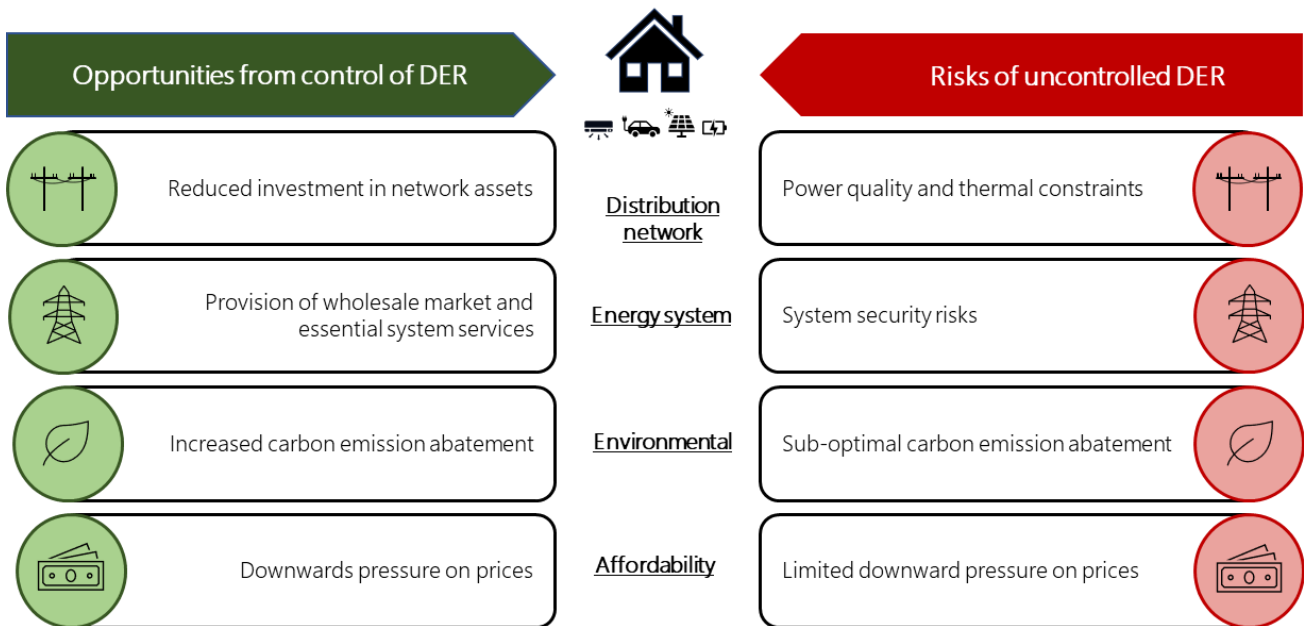 Opportunities from control of DER
Risks of uncontrolled DER
Reduced investment in network assets
Distribution
network
Power quality and thermal constraints
Provision of wholesale market and
essential system services
Energy system
System security risks
Increased carbon emission abatement
Environmental
Sub-optimal carbon emission abatement
Downwards pressure on prices
Affordability
Limited downward pressure on prices